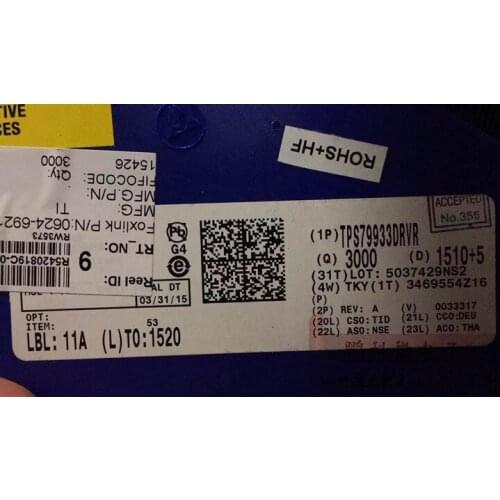 TIVE
CES
ROHS+HF
ACCEPTED
No.355
15426
3000
FIFOCODE:
Qty:
MFG.P/N:
MFG: TI
Foxlink P/N:0624-6921
RW3573
RT_NO:
R5420819O-0
Reel ID:
9
Pb
G4
AL DT
03/31/15
OPT:
ITEM: 53
LBL: 11A (L)TO:1520
(1P) TPS79933DRVR
(Q) 3000 (D) 1510+5
(31T)LOT: 5037429NS2
(4W) TKY(1T) 3469554Z16
(P)
(2P) REV: A (V) 0033317
(20L) CSO:TID (21L) CCO:DEU
(22L) ASO:NSE (23L) ACO:THA